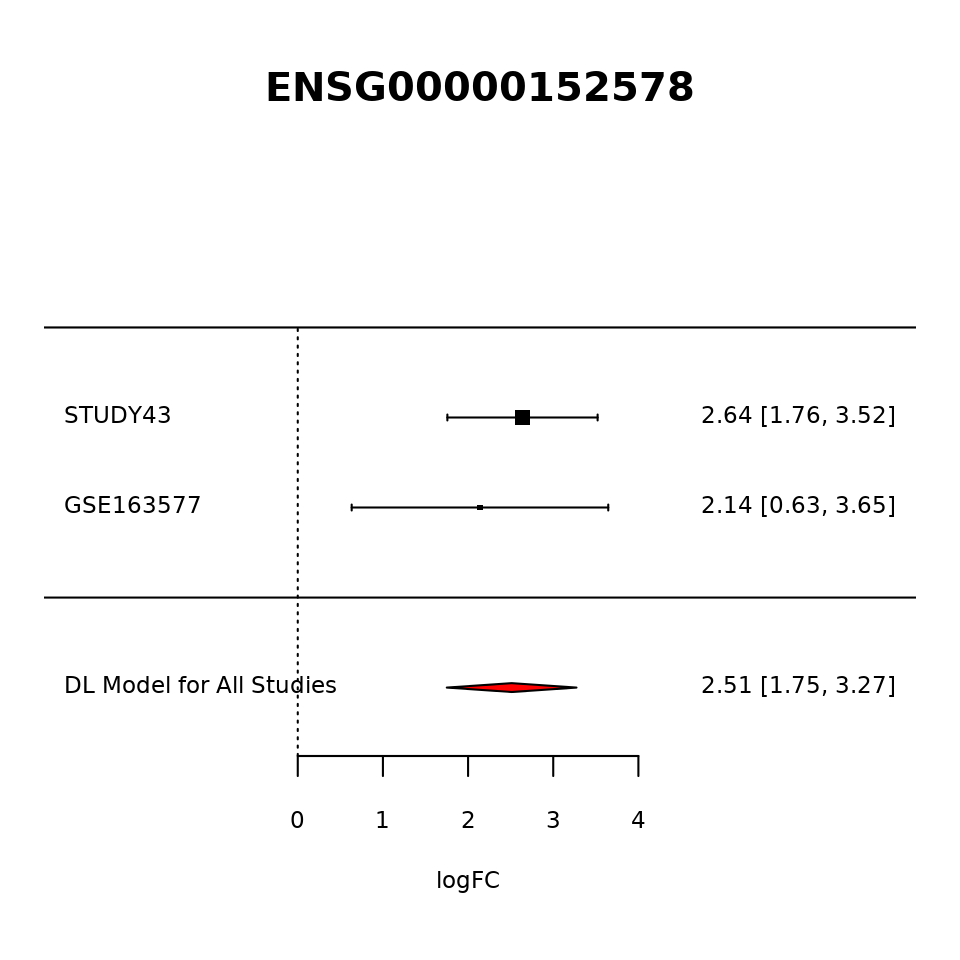 ENSG00000152578
STUDY43 2.64 [1.76, 3.52]
GSE163577 2.14 [0.63, 3.65]
DL Model for All Studies 2.51 [1.75, 3.27]
0 1 2 3 4
logFC